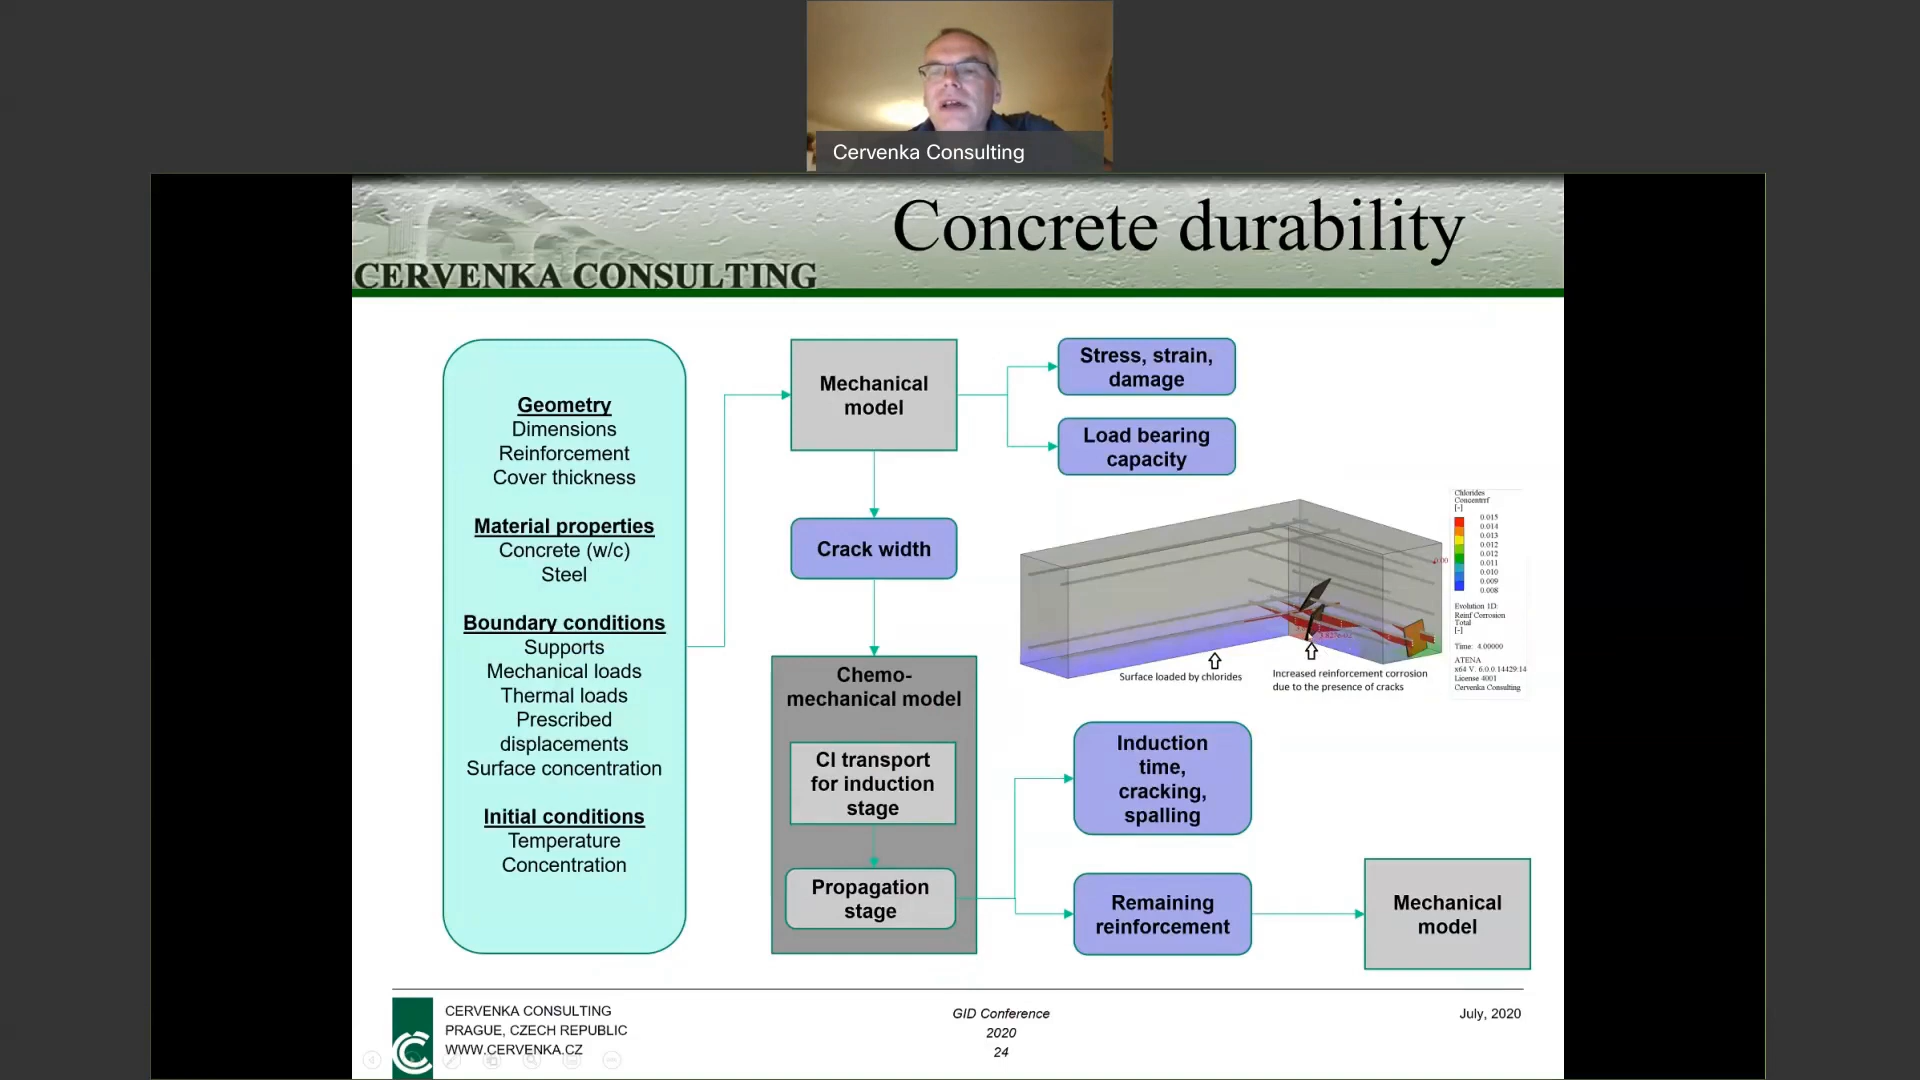 Cervenka Consulting
Concrete durability
CERVENKA CONSULTING
Geometry
Dimensions
Reinforcement
Cover thickness
Material properties
Concrete (w/c)
Steel
Boundary conditions
Supports
Mechanical loads
Thermal loads
Prescribed
displacements
Surface concentration
Initial conditions
Temperature
Concentration
Mechanical
model
Stress, strain,
damage
Load bearing
capacity
Crack width
Chemo-
mechanical model
Cl transport
for induction
stage
Propagation
stage
Chlorides
Concentrrf
[-]
0.015
0.014
0.013
0.012
0.012
0.011
0.010
0.009
0.008
Evolution 1D:
Reinf Corrosion
Total
[-]
Time: 4.00000
ATENA
x64 V. 6.0.0.14429:14
License 4001
Cervenka Consulting
Surface loaded by chlorides
Increased reinforcement corrosion
due to the presence of cracks
Induction
time,
cracking,
spalling
Remaining
reinforcement
Mechanical
model
CERVENKA CONSULTING
PRAGUE, CZECH REPUBLIC
WWW.CERVENKA.CZ
GID Conference
2020
24
July, 2020